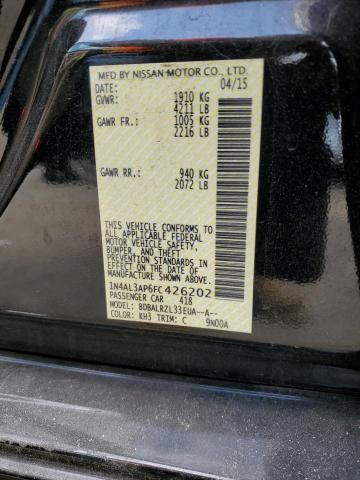 MFD BY NISSAN MOTOR CO., LTD.
DATE: 04/15
GVWR: 1910 KG
4211 LB
GAWR FR: 1005 KG
2216 LB
GAWR RR: 940 KG
2072 LB
THIS VEHICLE CONFORMS TO
ALL APPLICABLE FEDERAL
MOTOR VEHICLE SAFETY,
BUMPER, AND THEFT
PREVENTION STANDARDS IN
EFFECT ON THE DATE OF
MANUFACTURE SHOWN ABOVE.
1N4AL3AP6FC426202
PASSENGER CAR 418
MODEL: BDBALRZL33EUA--A--
COLOR: KH3 TRIM: C 9N00A